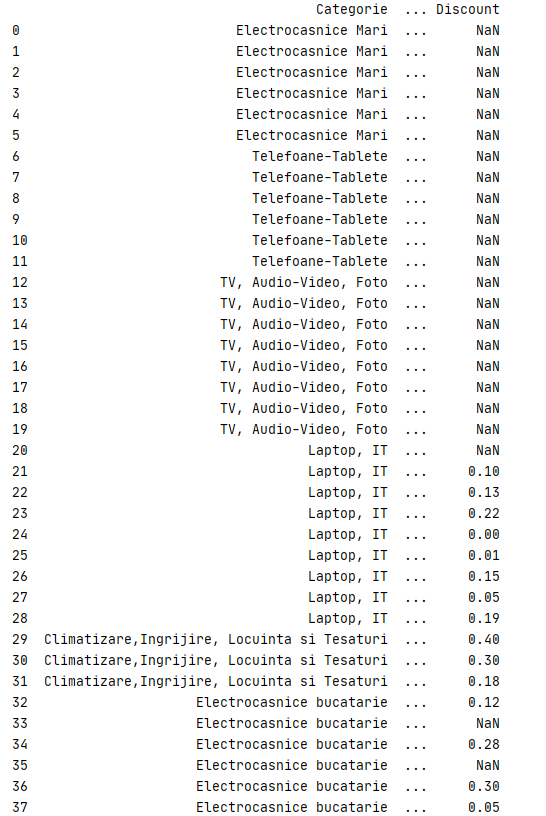 Categorie ... Discount
0 Electrocasnice Mari ... NaN
1 Electrocasnice Mari ... NaN
2 Electrocasnice Mari ... NaN
3 Electrocasnice Mari ... NaN
4 Electrocasnice Mari ... NaN
5 Electrocasnice Mari ... NaN
6 Telefoane-Tablete ... NaN
7 Telefoane-Tablete ... NaN
8 Telefoane-Tablete ... NaN
9 Telefoane-Tablete ... NaN
10 Telefoane-Tablete ... NaN
11 Telefoane-Tablete ... NaN
12 TV, Audio-Video, Foto ... NaN
13 TV, Audio-Video, Foto ... NaN
14 TV, Audio-Video, Foto ... NaN
15 TV, Audio-Video, Foto ... NaN
16 TV, Audio-Video, Foto ... NaN
17 TV, Audio-Video, Foto ... NaN
18 TV, Audio-Video, Foto ... NaN
19 TV, Audio-Video, Foto ... NaN
20 Laptop, IT ... NaN
21 Laptop, IT ... 0.10
22 Laptop, IT ... 0.13
23 Laptop, IT ... 0.22
24 Laptop, IT ... 0.00
25 Laptop, IT ... 0.01
26 Laptop, IT ... 0.15
27 Laptop, IT ... 0.05
28 Laptop, IT ... 0.19
29 Climatizare,Ingrijire, Locuinta si Tesaturi ... 0.40
30 Climatizare,Ingrijire, Locuinta si Tesaturi ... 0.30
31 Climatizare,Ingrijire, Locuinta si Tesaturi ... 0.18
32 Electrocasnice bucatarie ... 0.12
33 Electrocasnice bucatarie ... NaN
34 Electrocasnice bucatarie ... 0.28
35 Electrocasnice bucatarie ... NaN
36 Electrocasnice bucatarie ... 0.30
37 Electrocasnice bucatarie ... 0.05